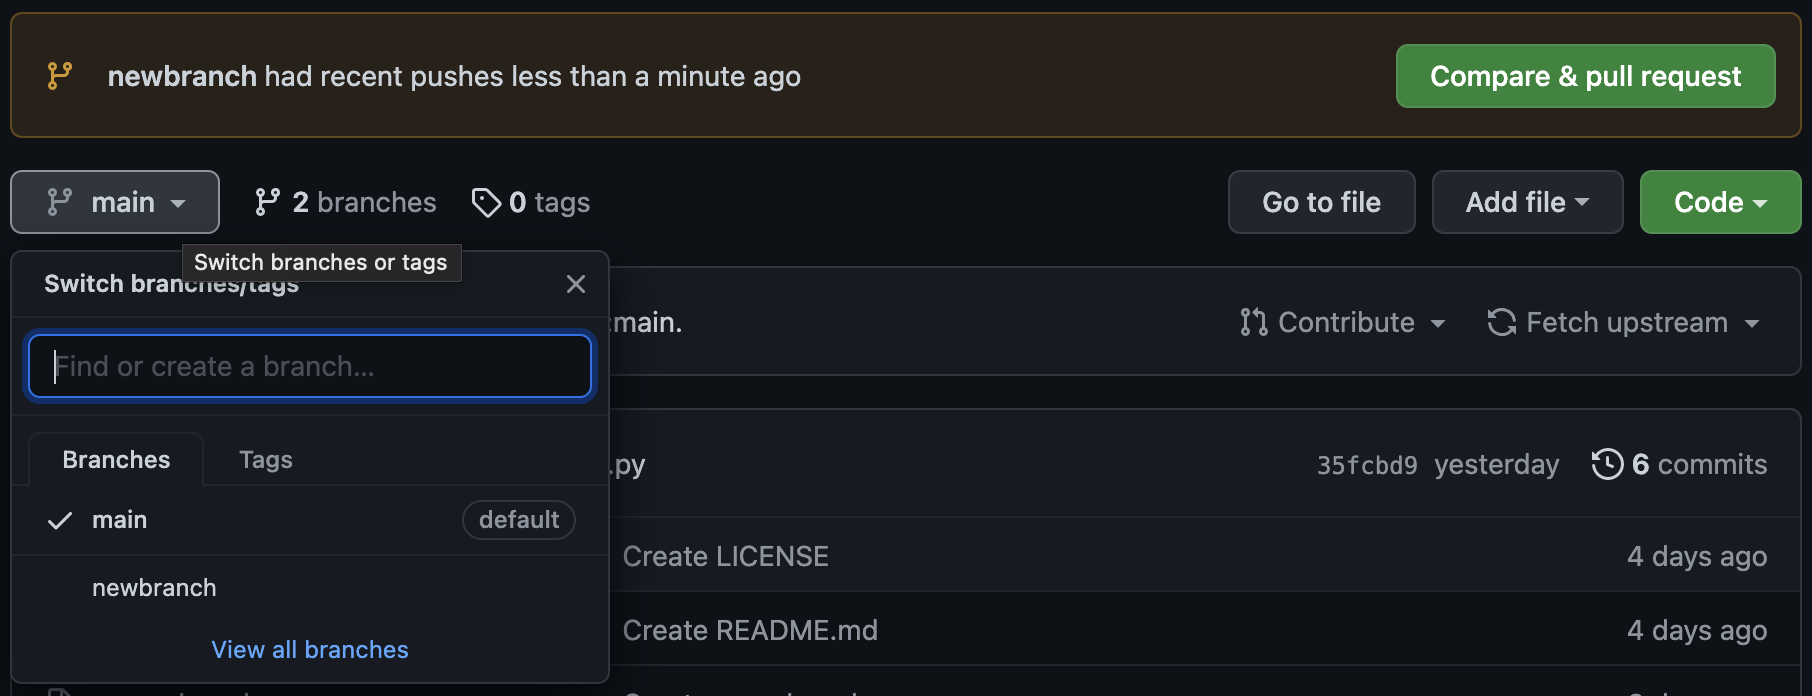 newbranch had recent pushes less than a minute ago
Compare & pull request
main
2 branches
0 tags
Go to file
Add file
Code
Switch branches or tags
Switch branches/tags
:main.
Contribute
Fetch upstream
Find or create a branch...
Branches
Tags
.py
35fcbd9 yesterday
6 commits
main
default
Create LICENSE
4 days ago
newbranch
Create README.md
4 days ago
View all branches